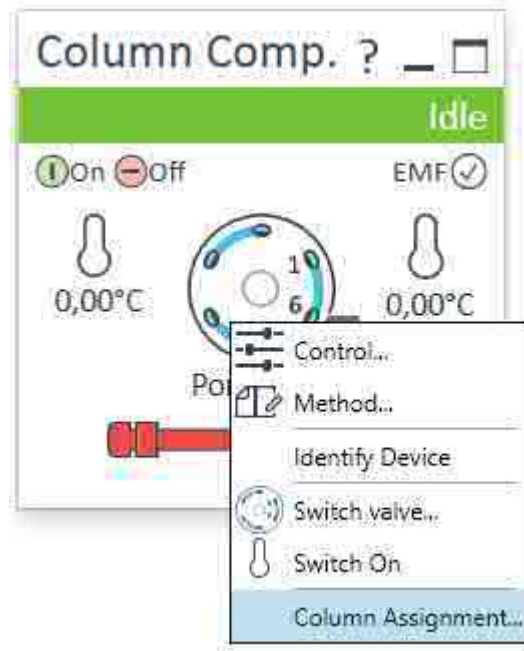 Column Comp. ?
Idle
On Off EMF
1
0,00°C 6 0,00°C
Control...
Method...
Identify Device
Switch valve...
Switch On
Column Assignment...